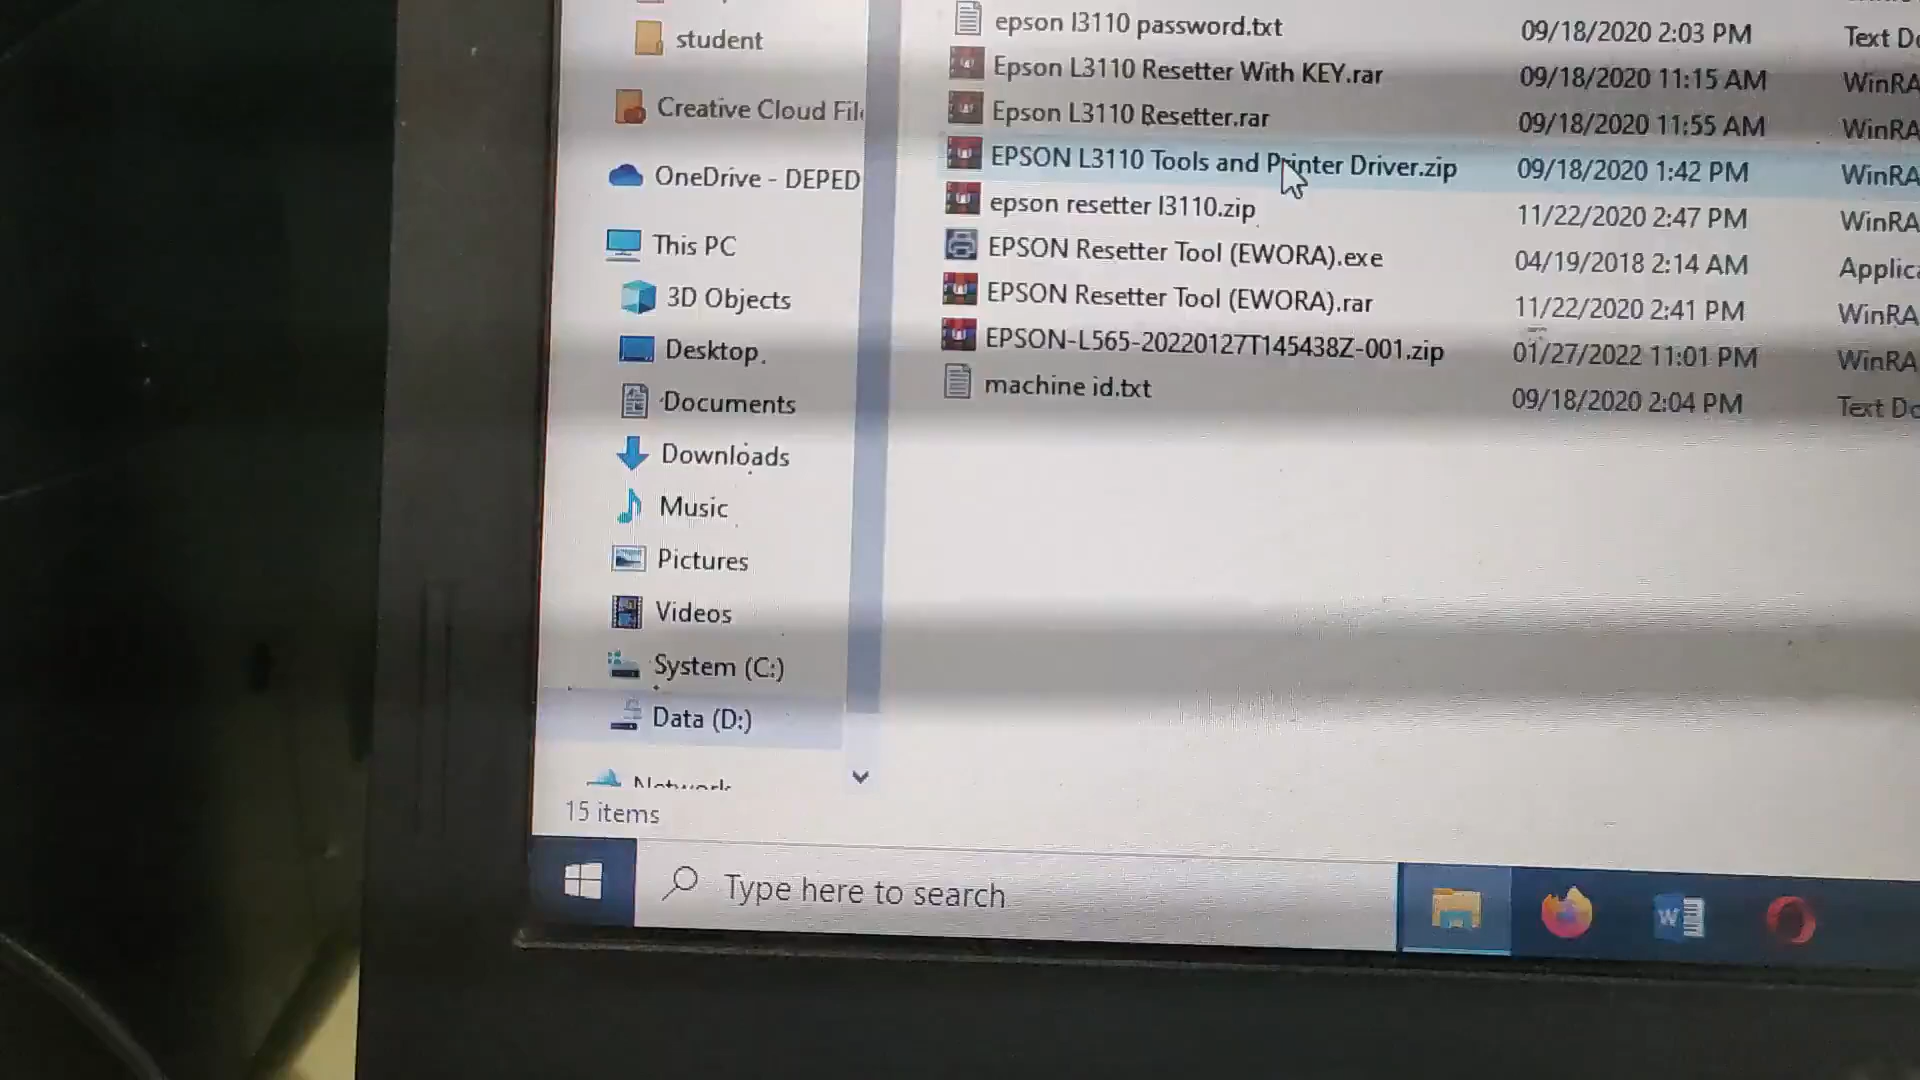 student
Creative Cloud Fil
OneDrive - DEPED
This PC
3D Objects
Desktop
Documents
Downloads
Music
Pictures
Videos
System (C:)
Data (D:)
Network
15 items
epson l3110 password.txt 09/18/2020 2:03 PM Text Do
Epson L3110 Resetter With KEY.rar 09/18/2020 11:15 AM WinRA
Epson L3110 Resetter.rar 09/18/2020 11:55 AM WinRA
EPSON L3110 Tools and Printer Driver.zip 09/18/2020 1:42 PM WinRA
epson resetter l3110.zip 11/22/2020 2:47 PM WinRA
EPSON Resetter Tool (EWORA).exe 04/19/2018 2:14 AM Applica
EPSON Resetter Tool (EWORA).rar 11/22/2020 2:41 PM WinRA
EPSON-L565-20220127T145438Z-001.zip 01/27/2022 11:01 PM WinRA
machine id.txt 09/18/2020 2:04 PM Text Do
Type here to search